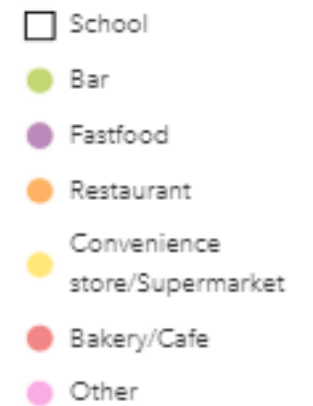 School
Bar
Fastfood
Restaurant
Convenience
store/Supermarket
Bakery/Cafe
Other